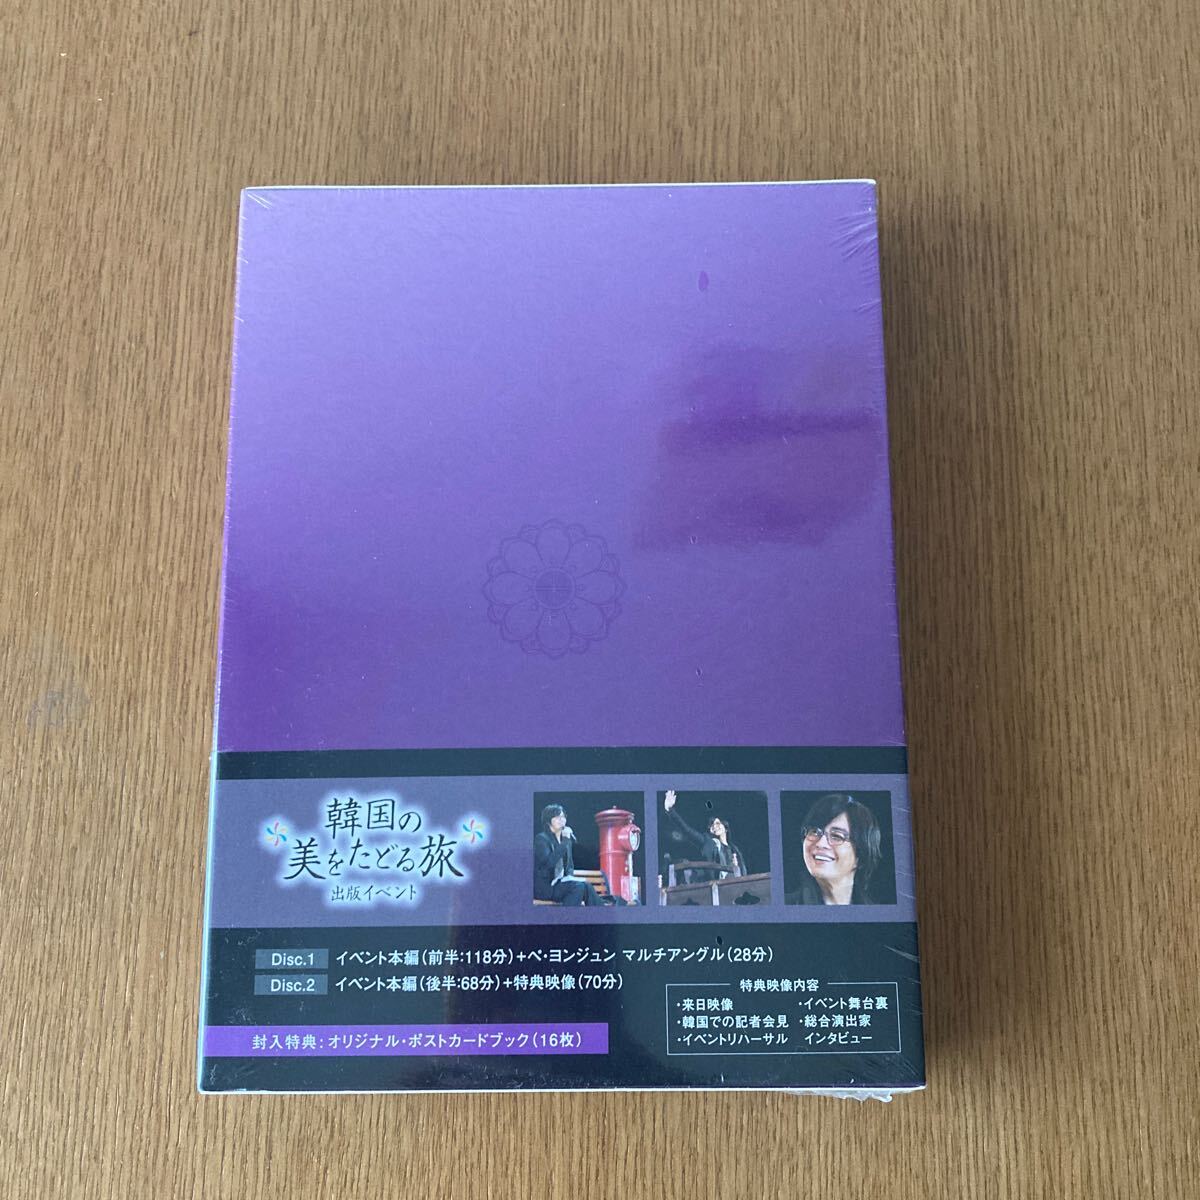 韓国の
美をたどる旅
出版イベント
Disc.1 イベント本編（前半：118分）+ペ・ヨンジュン マルチアングル（28分）
Disc.2 イベント本編（後半：68分）+特典映像（70分）
封入特典：オリジナル・ポストカードブック（16枚）
特典映像内容
・来日映像
・韓国での記者会見
・イベントリハーサル
・イベント舞台裏
・総合演出家
インタビュー